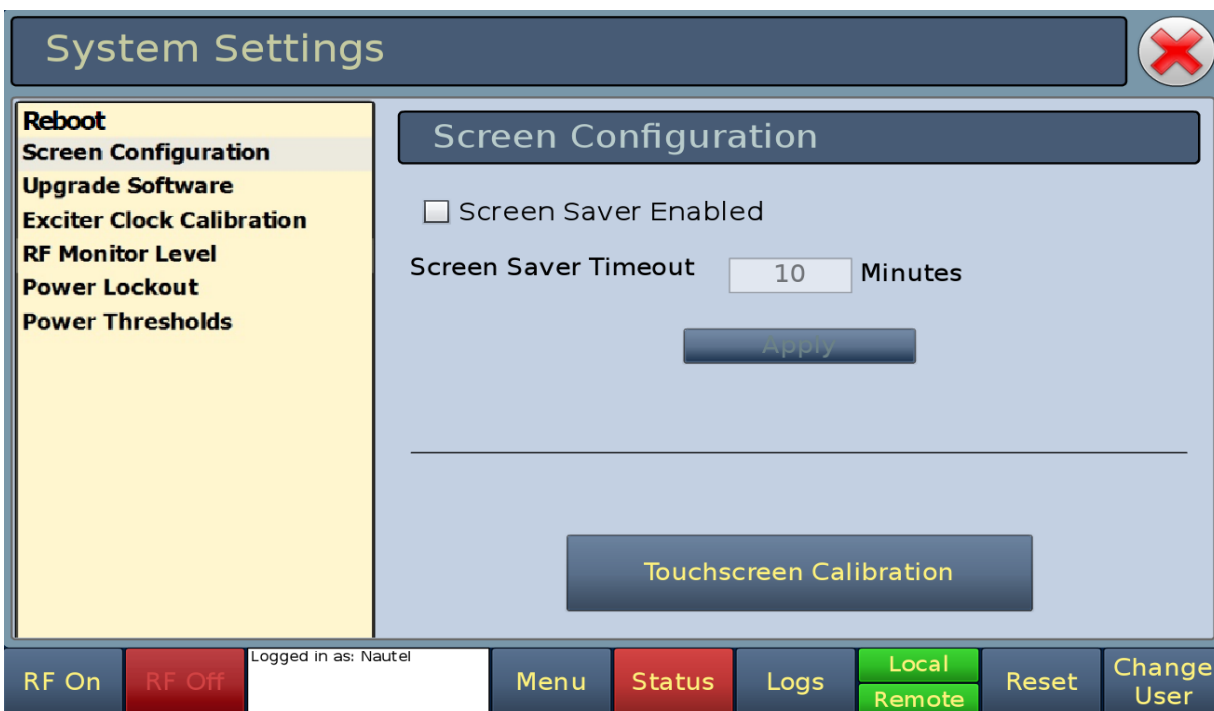 System Settings
Reboot
Screen Configuration
Upgrade Software
Exciter Clock Calibration
RF Monitor Level
Power Lockout
Power Thresholds
Screen Configuration
Screen Saver Enabled
Screen Saver Timeout 10 Minutes
Apply
Touchscreen Calibration
RF On
RF Off
Logged in as: Nautel
Menu
Status
Logs
Local
Remote
Reset
Change
User